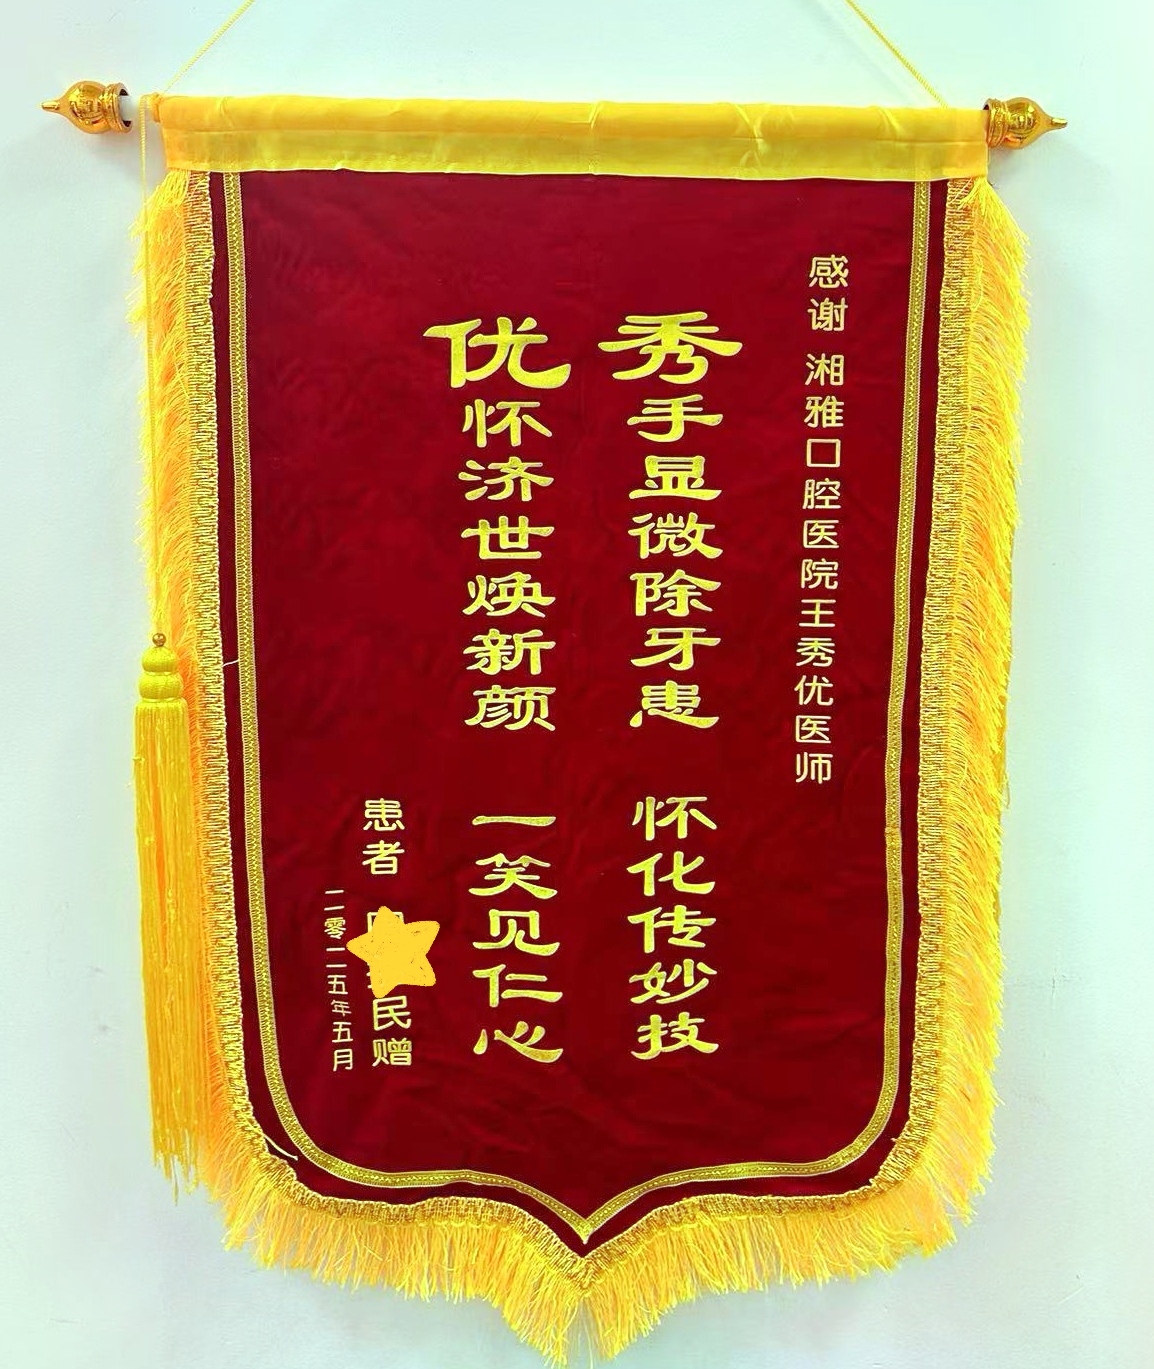 感谢 湘雅口腔医院王秀优医师
秀手显微除牙患 怀化传妙技
优怀济世焕新颜 一笑见仁心
患者 民赠
二零二五年五月